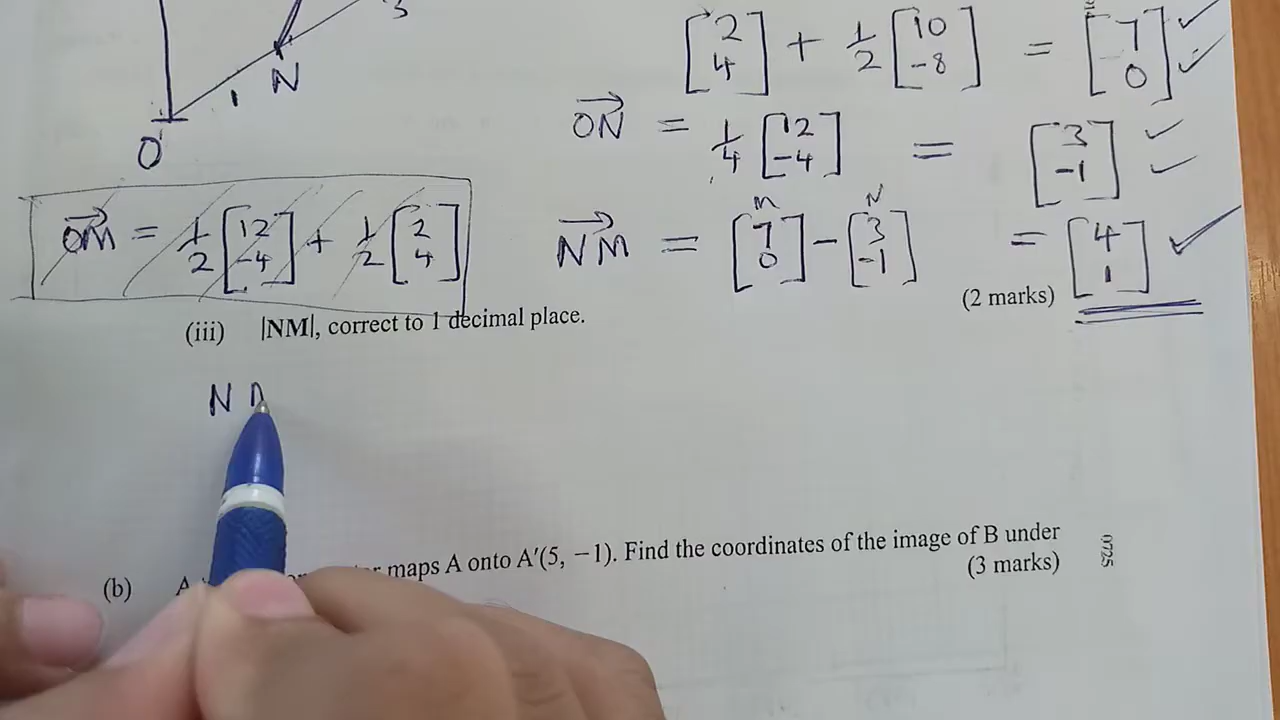 3
[2 4] + 1/2 [10 -8] = [7 0]
N
1
O
ON = 1/4 [12 -4] = [3 -1]
OM = 1/2 [12 -4] + 1/2 [2 4]
M N
NM = [7 0] - [3 -1] = [4 1]
(2 marks)
(iii) |NM|, correct to 1 decimal place.
N
(b) A maps A onto A′(5, −1). Find the coordinates of the image of B under
(3 marks)
0725